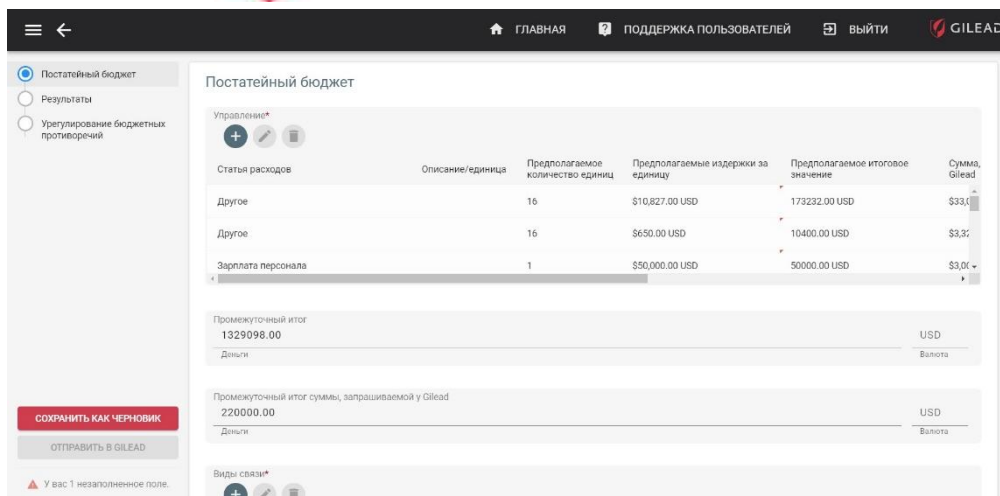 ГЛАВНАЯ
ПОДДЕРЖКА ПОЛЬЗОВАТЕЛЕЙ
ВЫЙТИ
GILEAD
Постатейный бюджет
Результаты
Урегулирование бюджетных
противоречий
Постатейный бюджет
Управление*
Статья расходов
Описание/единица
Предполагаемое
количество единиц
Предполагаемые издержки за
единицу
Предполагаемое итоговое
значение
Сумма,
Gilead
Другое 16 $10,827.00 USD 173232.00 USD
Другое 16 $650.00 USD 10400.00 USD $3,32
Зарплата персонала 1 $50,000.00 USD 50000.00 USD
Промежуточный итог
1329098.00 USD
Деньги Валюта
Промежуточный итог суммы, запрашиваемой у Gilead
220000.00 USD
Деньги Валюта
Виды связи*
СОХРАНИТЬ КАК ЧЕРНОВИК
ОТПРАВИТЬ В GILEAD
У вас 1 незаполненное поле.